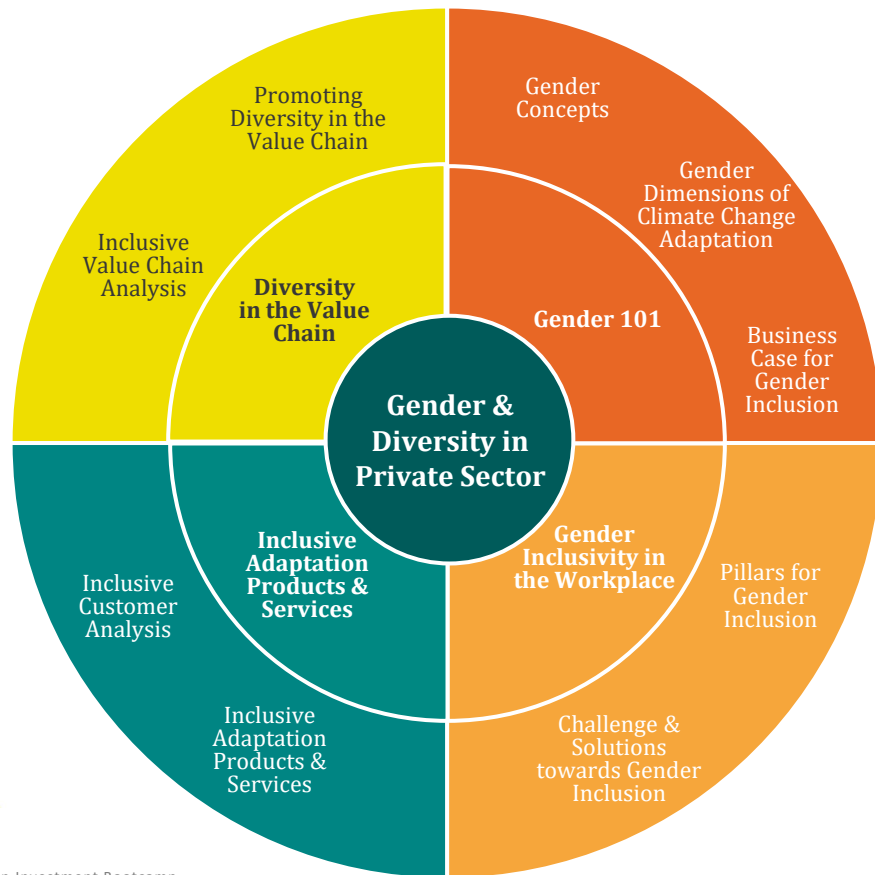 Promoting
Diversity in the
Value Chain
Inclusive
Value Chain
Analysis
Diversity
in the Value
Chain
Gender
Concepts
Gender
Dimensions of
Climate Change
Adaptation
Business
Case for
Gender
Inclusion
Gender 101
Gender &
Diversity in
Private Sector
Inclusive
Adaptation
Products &
Services
Inclusive
Customer
Analysis
Inclusive
Adaptation
Products &
Services
Gender
Inclusivity in
the Workplace
Pillars for
Gender
Inclusion
Challenge &
Solutions
towards Gender
Inclusion
Investment Bootcamp